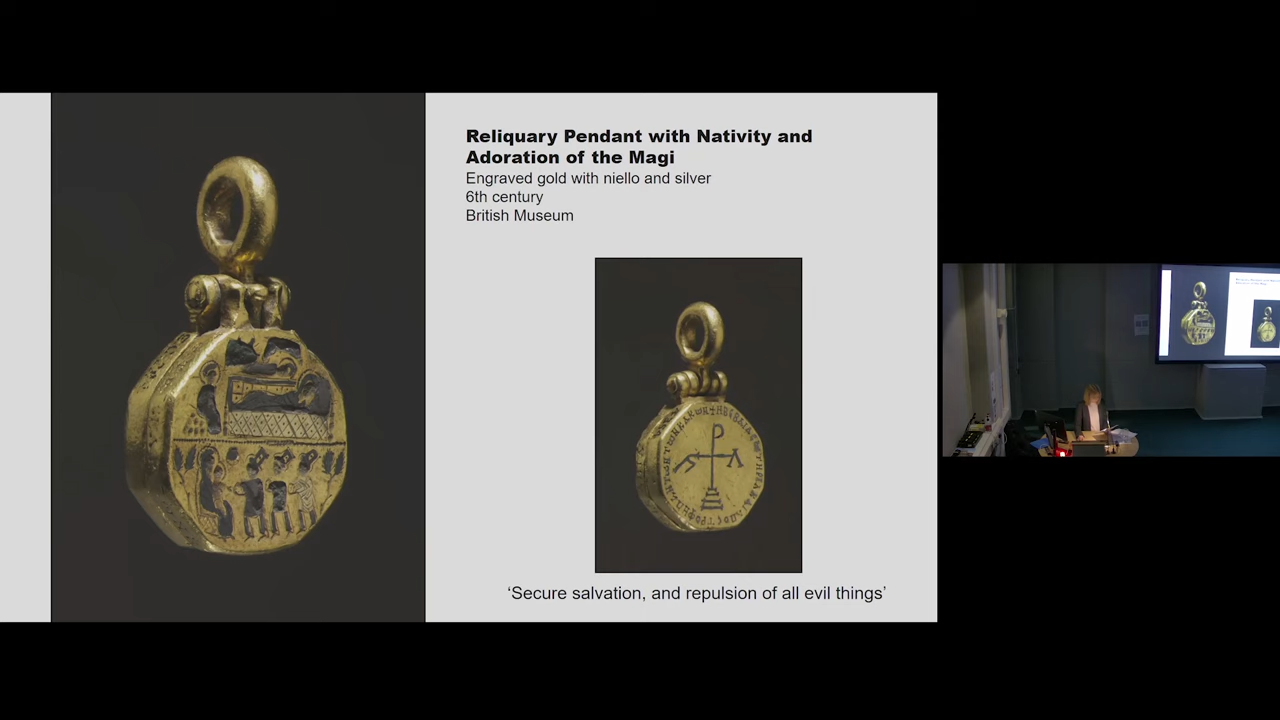 Reliquary Pendant with Nativity and
Adoration of the Magi
Engraved gold with niello and silver
6th century
British Museum
‘Secure salvation, and repulsion of all evil things’